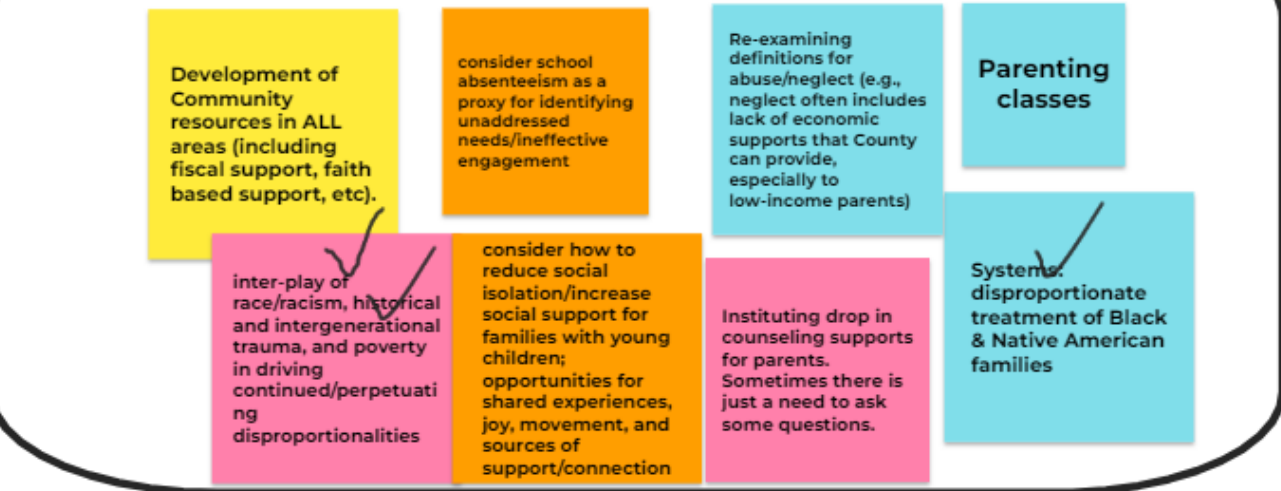 Development of
Community
resources in ALL
areas (including
fiscal support, faith
based support, etc).
consider school
absenteeism as a
proxy for identifying
unaddressed
needs/ineffective
engagement
Re-examining
definitions for
abuse/neglect (e.g.,
neglect often includes
lack of economic
supports that County
can provide,
especially to
low-income parents)
Parenting
classes
inter-play of
race/racism, historical
and intergenerational
trauma, and poverty
in driving
continued/perpetuati
ng
disproportionalities
consider how to
reduce social
isolation/increase
social support for
families with young
children;
opportunities for
shared experiences,
joy, movement, and
sources of
support/connection
Instituting drop in
counseling supports
for parents.
Sometimes there is
just a need to ask
some questions.
Systems:
disproportionate
treatment of Black
& Native American
families